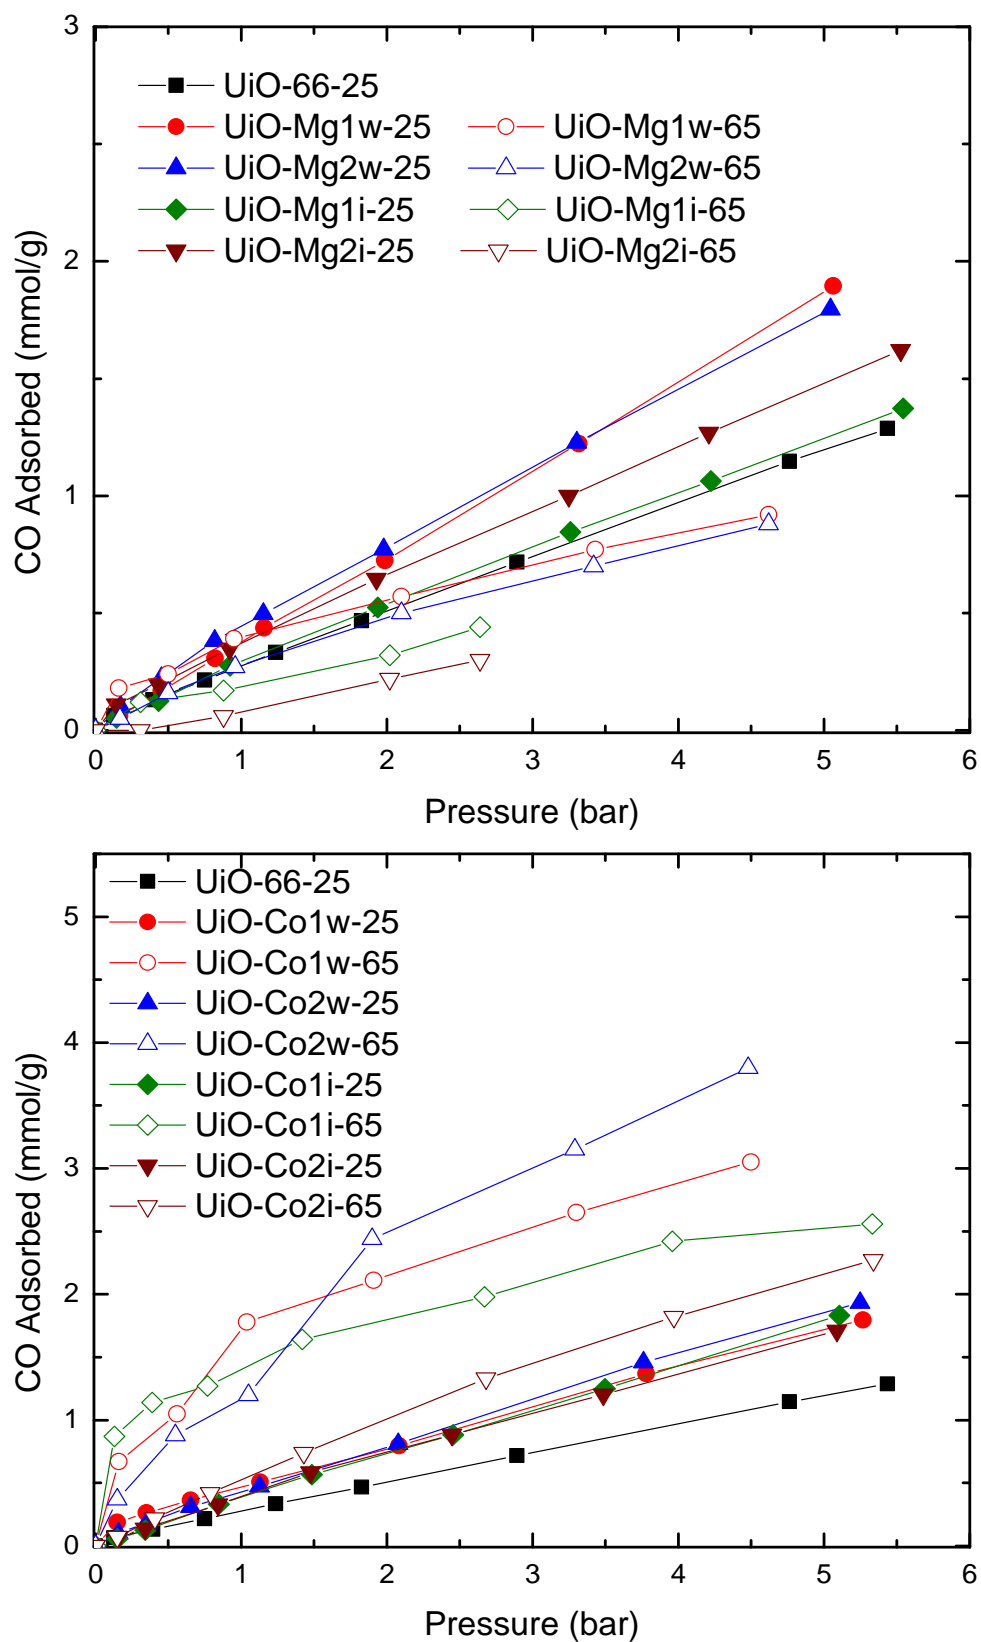 3
UiO-66-25
UiO-Mg1w-25 UiO-Mg1w-65
UiO-Mg2w-25 UiO-Mg2w-65
UiO-Mg1i-25 UiO-Mg1i-65
UiO-Mg2i-25 UiO-Mg2i-65
2
1
0
CO Adsorbed (mmol/g)
0 1 2 3 4 5 6
Pressure (bar)
UiO-66-25
UiO-Co1w-25
UiO-Co1w-65
UiO-Co2w-25
UiO-Co2w-65
UiO-Co1i-25
UiO-Co1i-65
UiO-Co2i-25
UiO-Co2i-65
5
4
3
2
1
0
CO Adsorbed (mmol/g)
0 1 2 3 4 5 6
Pressure (bar)